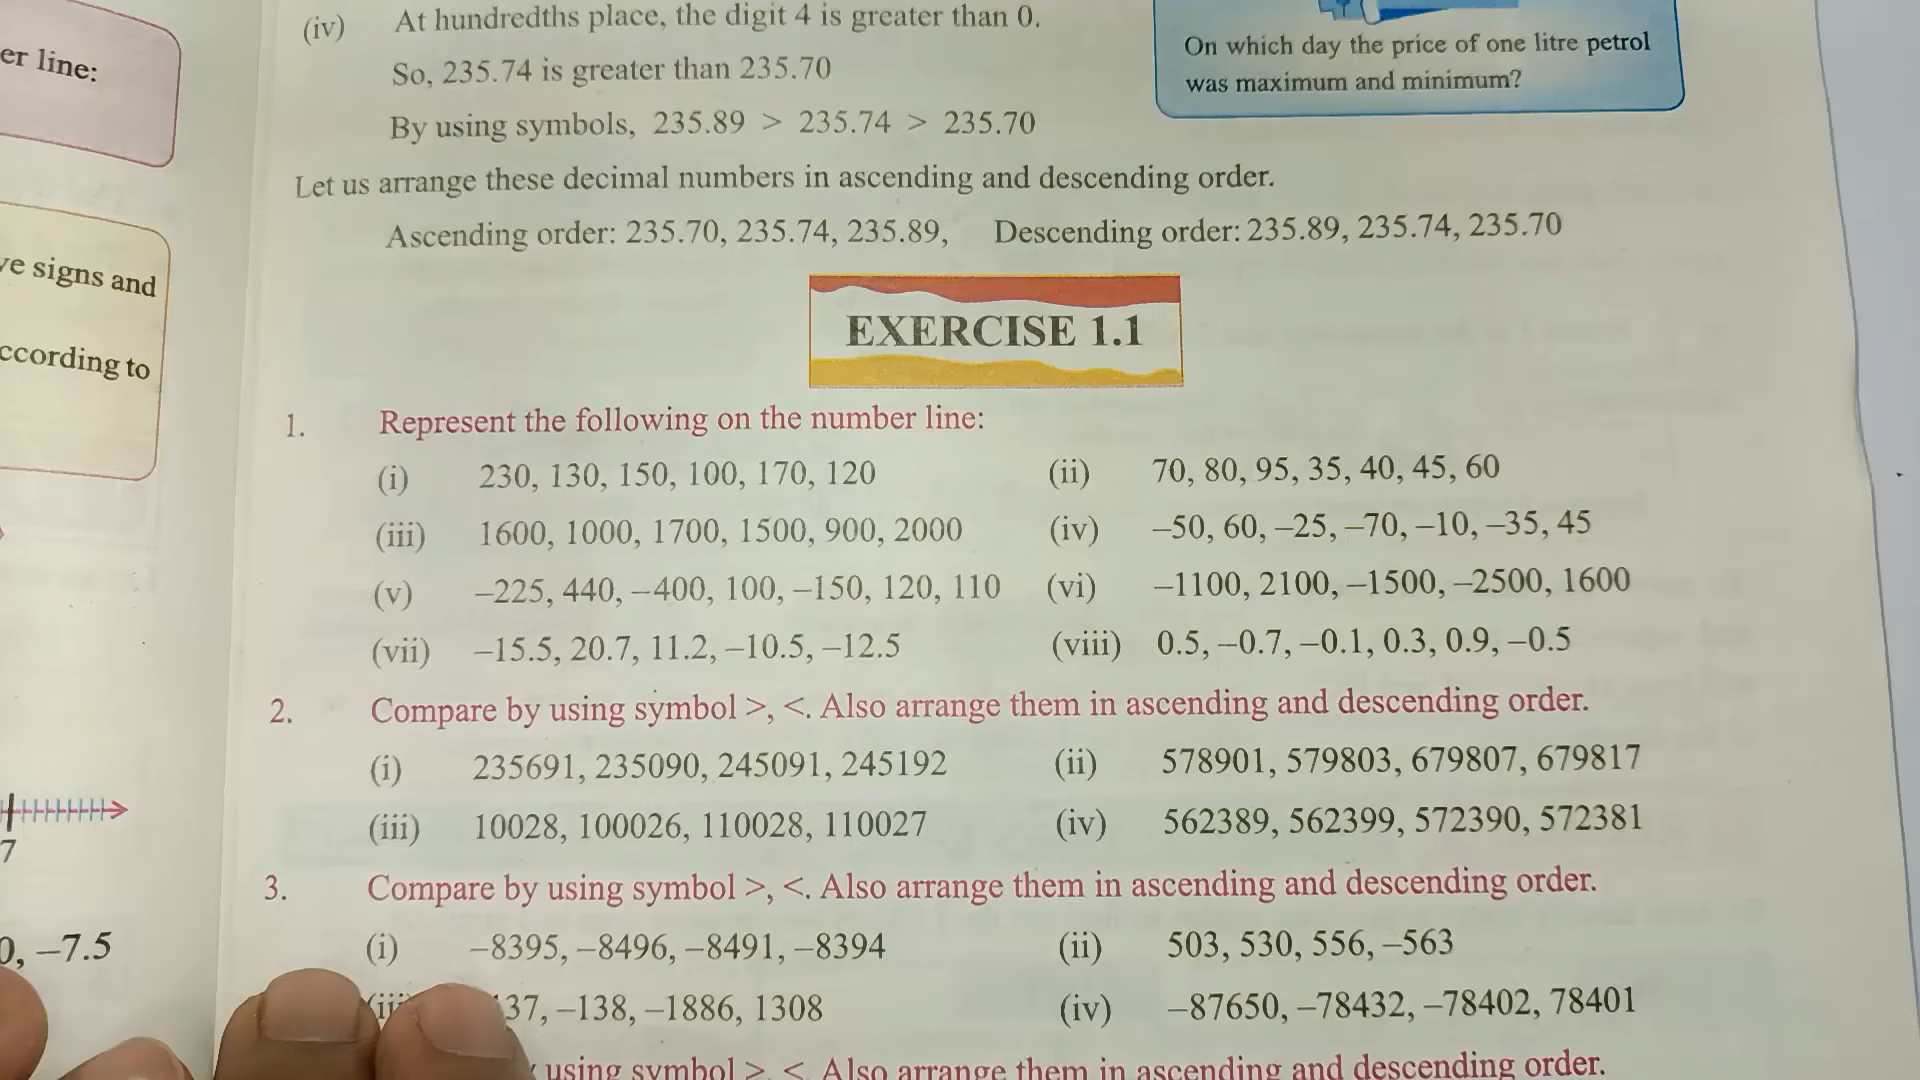 er line:
ve signs and
ccording to
7
0, –7.5
(iv) At hundredths place, the digit 4 is greater than 0.
So, 235.74 is greater than 235.70
By using symbols, 235.89 > 235.74 > 235.70
On which day the price of one litre petrol
was maximum and minimum?
Let us arrange these decimal numbers in ascending and descending order.
Ascending order: 235.70, 235.74, 235.89, Descending order: 235.89, 235.74, 235.70
EXERCISE 1.1
1. Represent the following on the number line:
(i) 230, 130, 150, 100, 170, 120 (ii) 70, 80, 95, 35, 40, 45, 60
(iii) 1600, 1000, 1700, 1500, 900, 2000 (iv) –50, 60, –25, –70, –10, –35, 45
(v) –225, 440, –400, 100, –150, 120, 110 (vi) –1100, 2100, –1500, –2500, 1600
(vii) –15.5, 20.7, 11.2, –10.5, –12.5 (viii) 0.5, –0.7, –0.1, 0.3, 0.9, –0.5
2. Compare by using symbol >, <. Also arrange them in ascending and descending order.
(i) 235691, 235090, 245091, 245192 (ii) 578901, 579803, 679807, 679817
(iii) 10028, 100026, 110028, 110027 (iv) 562389, 562399, 572390, 572381
3. Compare by using symbol >, <. Also arrange them in ascending and descending order.
(i) –8395, –8496, –8491, –8394 (ii) 503, 530, 556, –563
37, –138, –1886, 1308 (iv) –87650, –78432, –78402, 78401
using symbol >, <. Also arrange them in ascending and descending order.